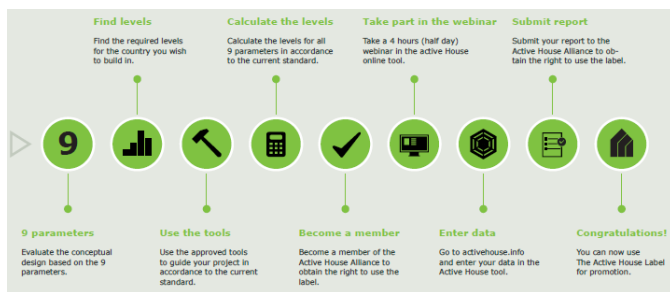 Find levels
Find the required levels
for the country you wish
to build in.
Calculate the levels
Calculate the levels for all
9 parameters in accordance
to the current standard.
Take part in the webinar
Take a 4 hours (half day)
webinar in the active House
online tool.
Submit report
Submit your report to the
Active House Alliance to ob-
tain the right to use the label.
9
9 parameters
Evaluate the conceptual
design based on the 9
parameters.
Use the tools
Use the approved tools
to guide your project in
accordance to the current
standard.
Become a member
Become a member of the
Active House Alliance to
obtain the right to use the
label.
Enter data
Go to activehouse.info
and enter your data in the
Active House tool.
Congratulations!
You can now use
The Active House Label
for promotion.